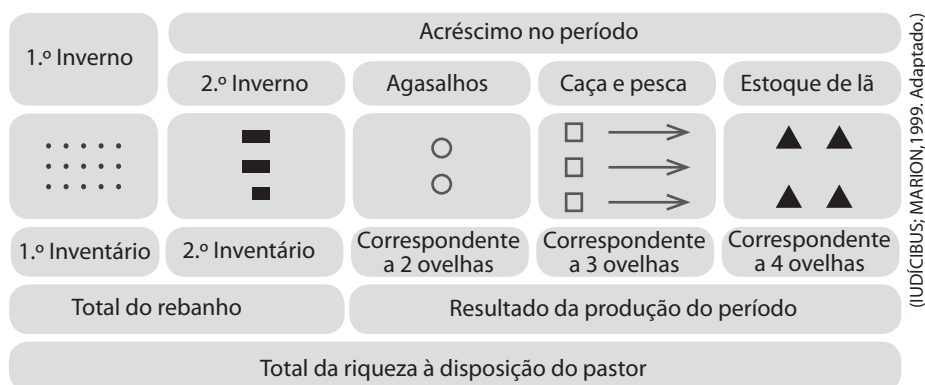 1.º Inverno
Acréscimo no período
2.º Inverno
Agasalhos
Caça e pesca
Estoque de lã
1.º Inventário
2.º Inventário
Correspondente
a 2 ovelhas
Correspondente
a 3 ovelhas
Correspondente
a 4 ovelhas
Total do rebanho
Resultado da produção do período
Total da riqueza à disposição do pastor
(IUDÍCIBUS; MARION,1999. Adaptado.)